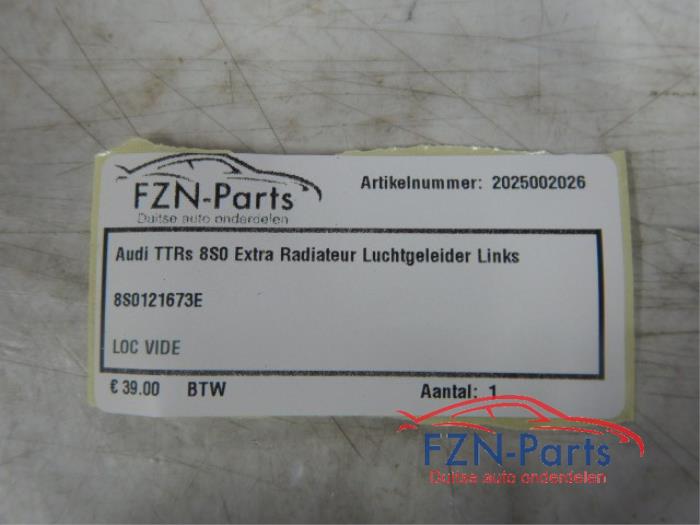 FZN-Parts
Duitse auto onderdelen
Artikelnummer: 2025002026
Audi TTRs 8S0 Extra Radiateur Luchtgeleider Links
8S0121673E
LOC VIDE
€ 39.00 BTW Aantal: 1
FZN-Parts
Duitse auto onderdelen